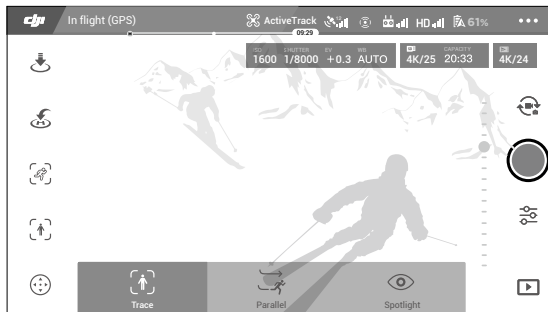 dji In flight (GPS) ActiveTrack HD 61%
09:29
ISO SHUTTER EV WB CAPACITY
1600 1/8000 +0.3 AUTO 4K/25 20:33 4K/24
H
Trace Parallel Spotlight